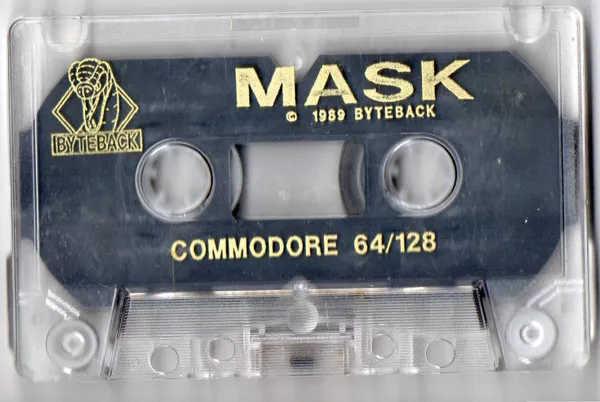 MASK
© 1989 BYTEBACK
BYTEBACK
COMMODORE 64/128